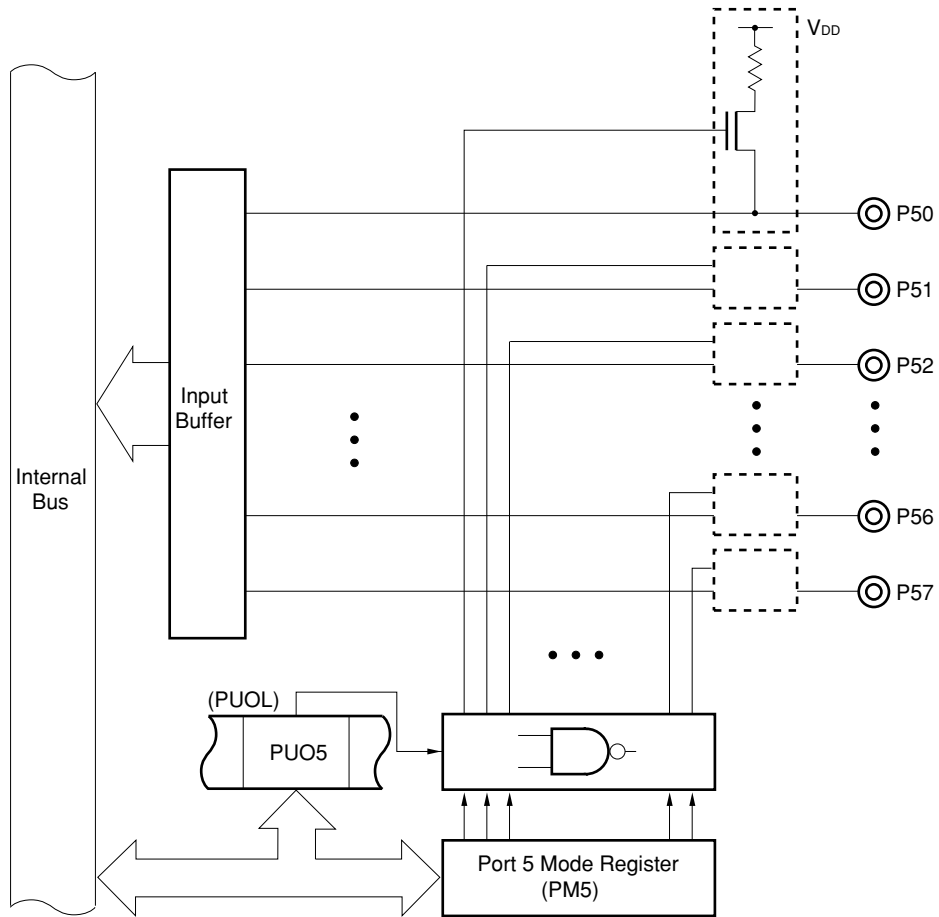 VDD
P50
P51
P52
Input
Buffer
Internal
Bus
P56
P57
(PUOL)
PUO5
Port 5 Mode Register
(PM5)